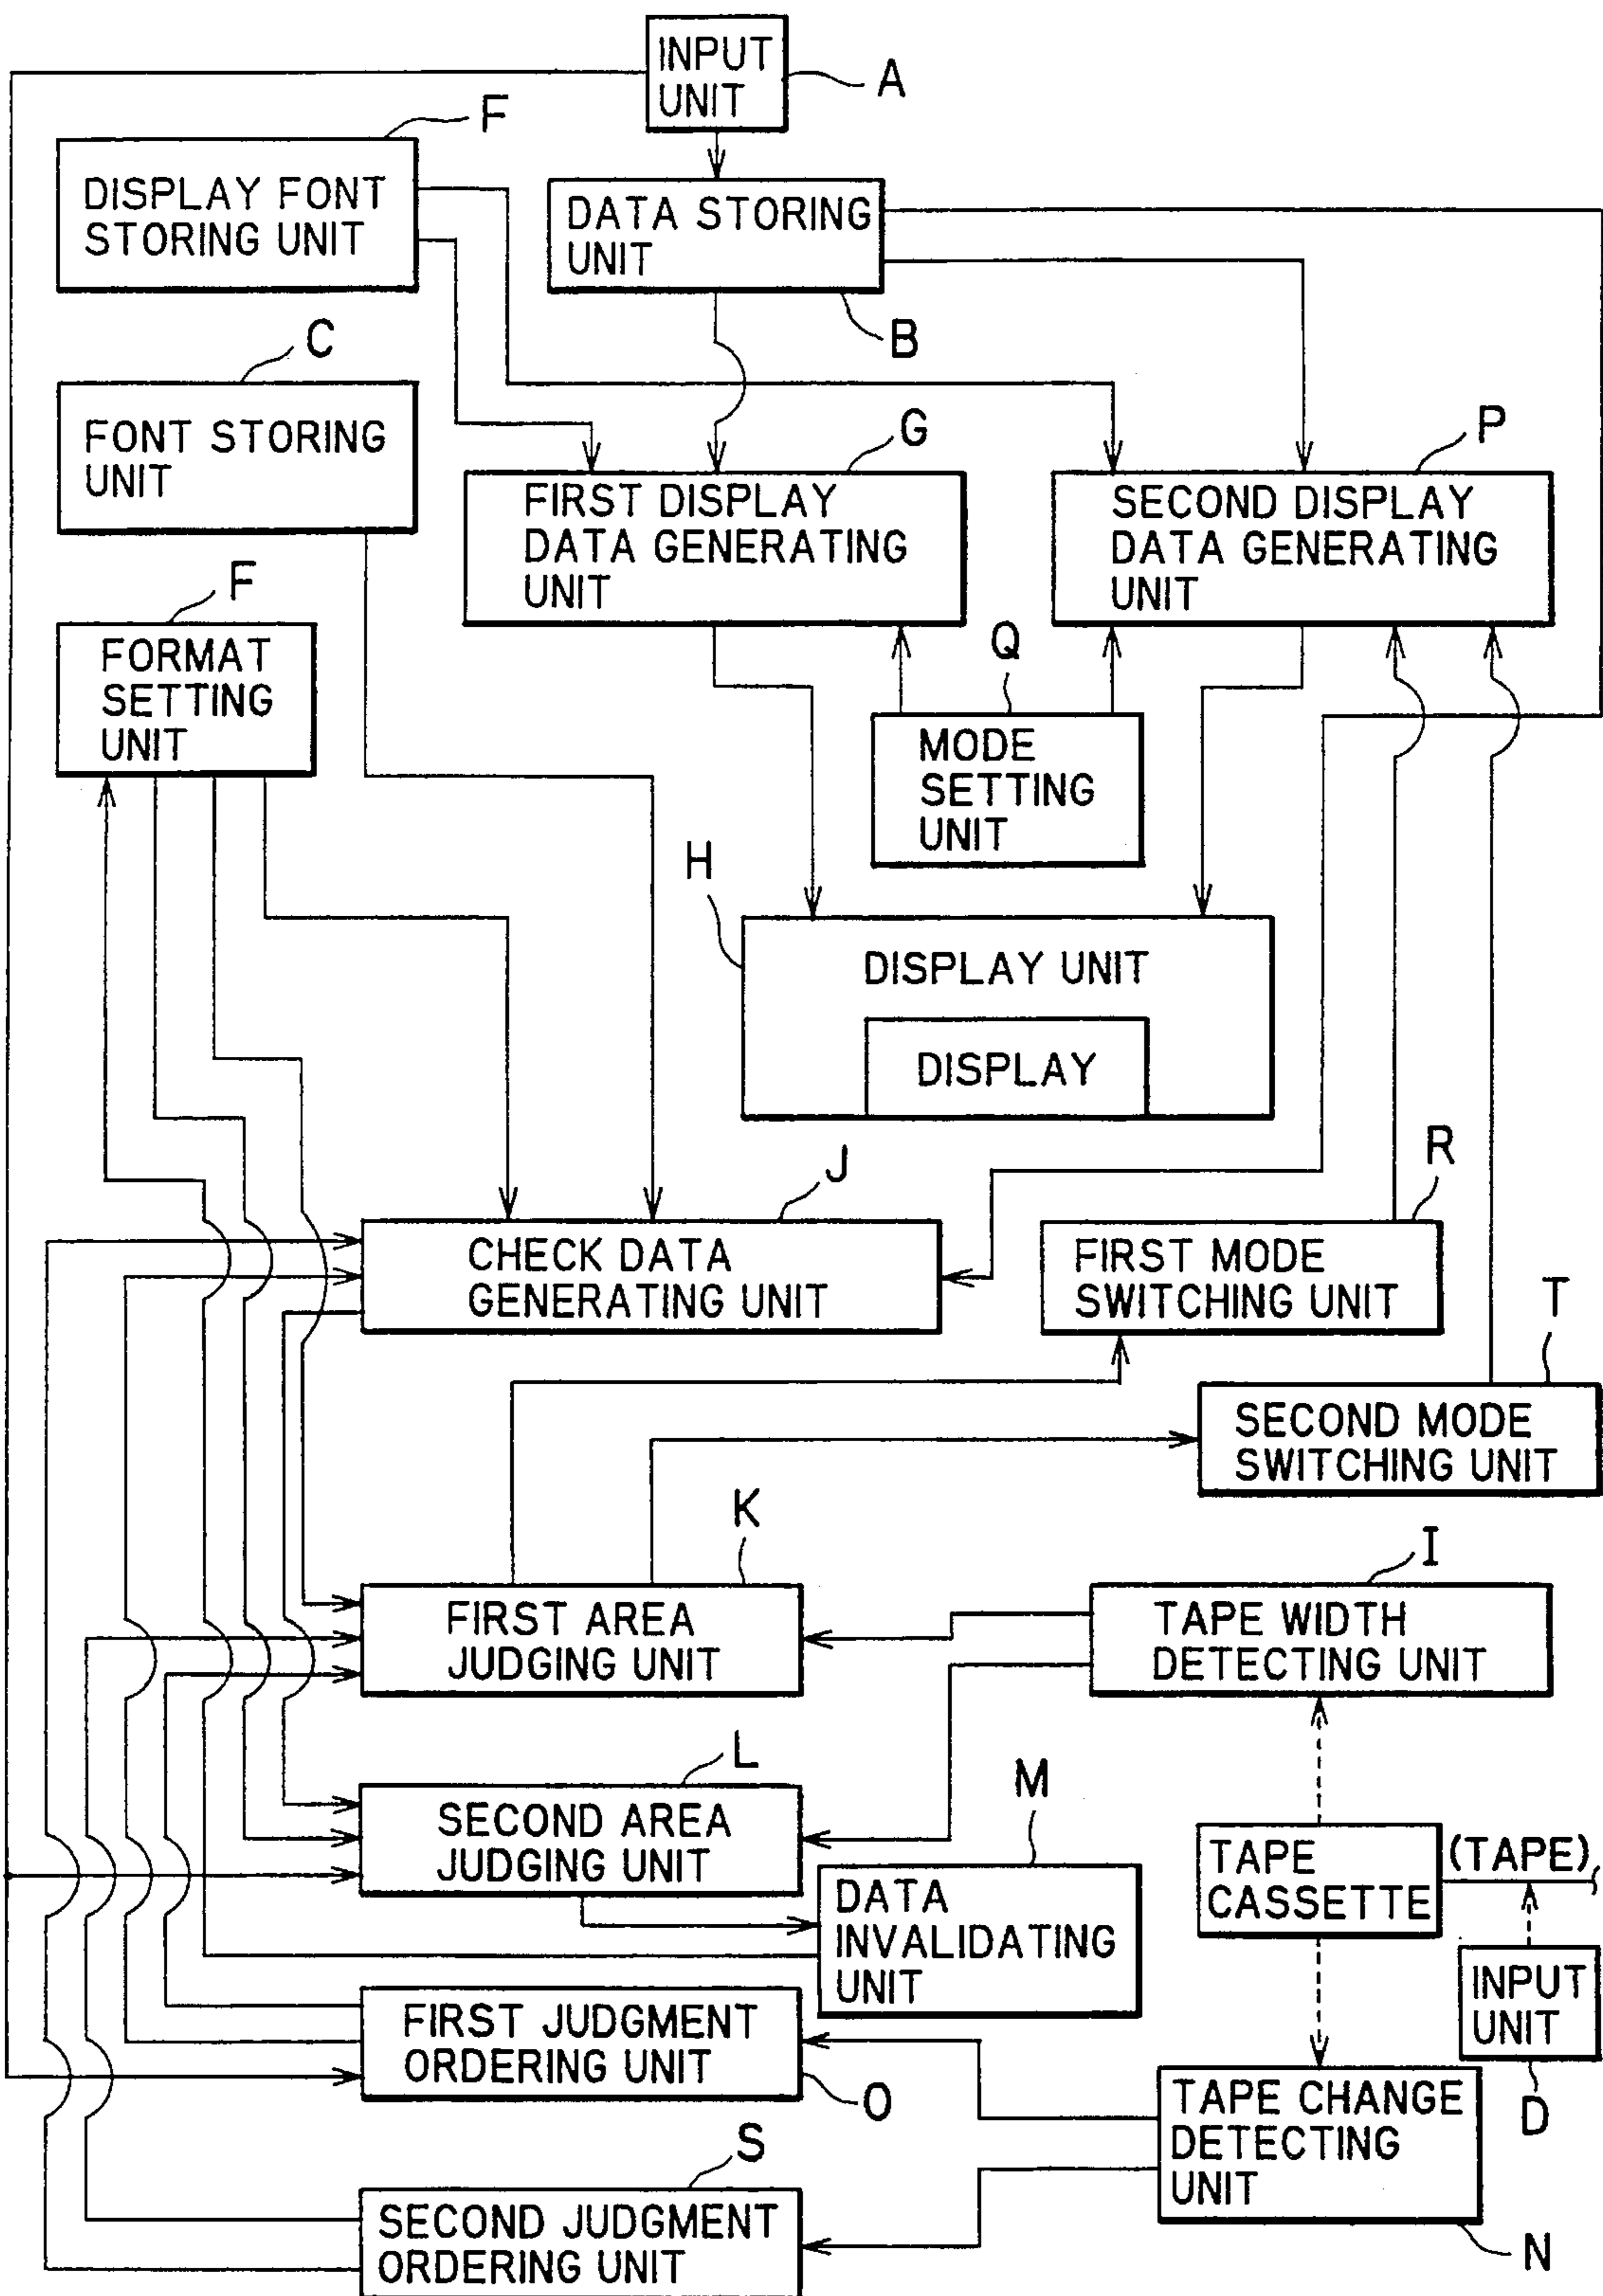 INPUT
UNIT
A
F
DISPLAY FONT
STORING UNIT
DATA STORING
UNIT
B
C
FONT STORING
UNIT
G
FIRST DISPLAY
DATA GENERATING
UNIT
P
SECOND DISPLAY
DATA GENERATING
UNIT
F
FORMAT
SETTING
UNIT
Q
MODE
SETTING
UNIT
H
DISPLAY UNIT
DISPLAY
J
CHECK DATA
GENERATING UNIT
R
FIRST MODE
SWITCHING UNIT
T
SECOND MODE
SWITCHING UNIT
K
FIRST AREA
JUDGING UNIT
I
TAPE WIDTH
DETECTING UNIT
L
SECOND AREA
JUDGING UNIT
M
DATA
INVALIDATING
UNIT
TAPE
CASSETTE
(TAPE)
INPUT
UNIT
D
FIRST JUDGMENT
ORDERING UNIT
O
TAPE CHANGE
DETECTING
UNIT
N
S
SECOND JUDGMENT
ORDERING UNIT